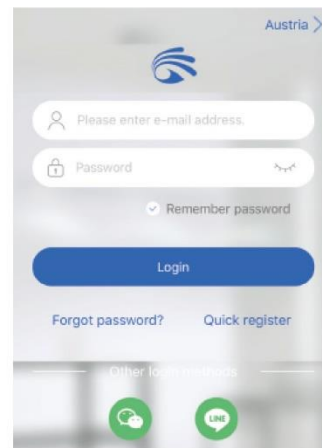 Austria
Please enter e-mail address.
Password
Remember password
Login
Forgot password? Quick register
Other login methods
LINE